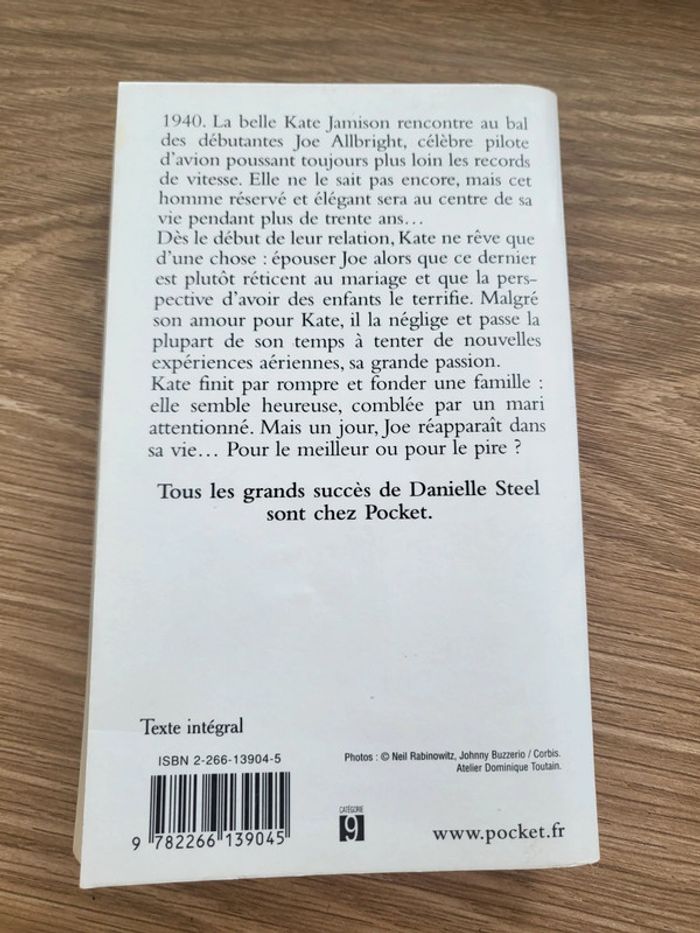 1940. La belle Kate Jamison rencontre au bal
des débutantes Joe Allbright, célèbre pilote
d'avion poussant toujours plus loin les records
de vitesse. Elle ne le sait pas encore, mais cet
homme réservé et élégant sera au centre de sa
vie pendant plus de trente ans…
Dès le début de leur relation, Kate ne rêve que
d'une chose : épouser Joe alors que ce dernier
est plutôt réticent au mariage et que la pers-
pective d'avoir des enfants le terrifie. Malgré
son amour pour Kate, il la néglige et passe la
plupart de son temps à tenter de nouvelles
expériences aériennes, sa grande passion.
Kate finit par rompre et fonder une famille :
elle semble heureuse, comblée par un mari
attentionné. Mais un jour, Joe réapparaît dans
sa vie… Pour le meilleur ou pour le pire ?
Tous les grands succès de Danielle Steel
sont chez Pocket.
Texte intégral
ISBN 2-266-13904-5
Photos : © Neil Rabinowitz, Johnny Buzzerio / Corbis.
Atelier Dominique Toutain.
CATÉGORIE
9
9 782266 139045
www.pocket.fr